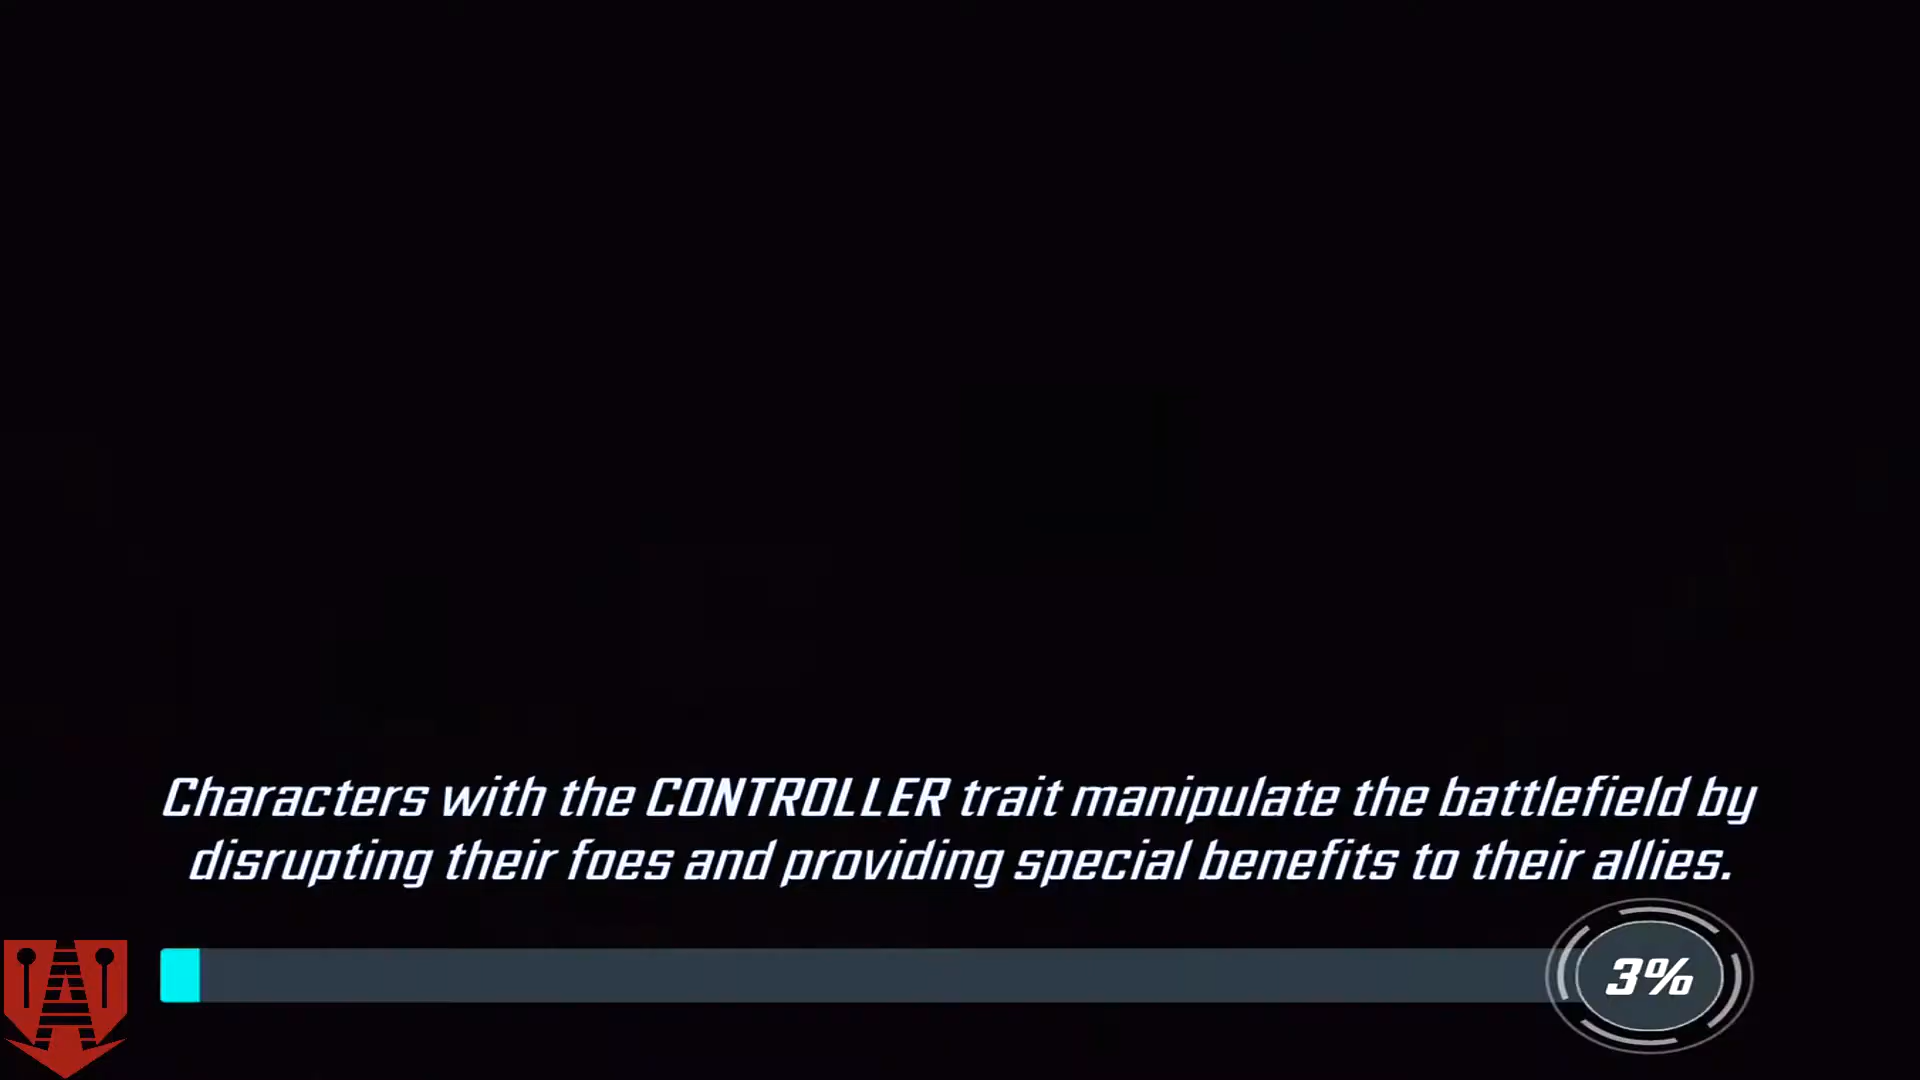 Characters with the CONTROLLER trait manipulate the battlefield by
disrupting their foes and providing special benefits to their allies.
3%